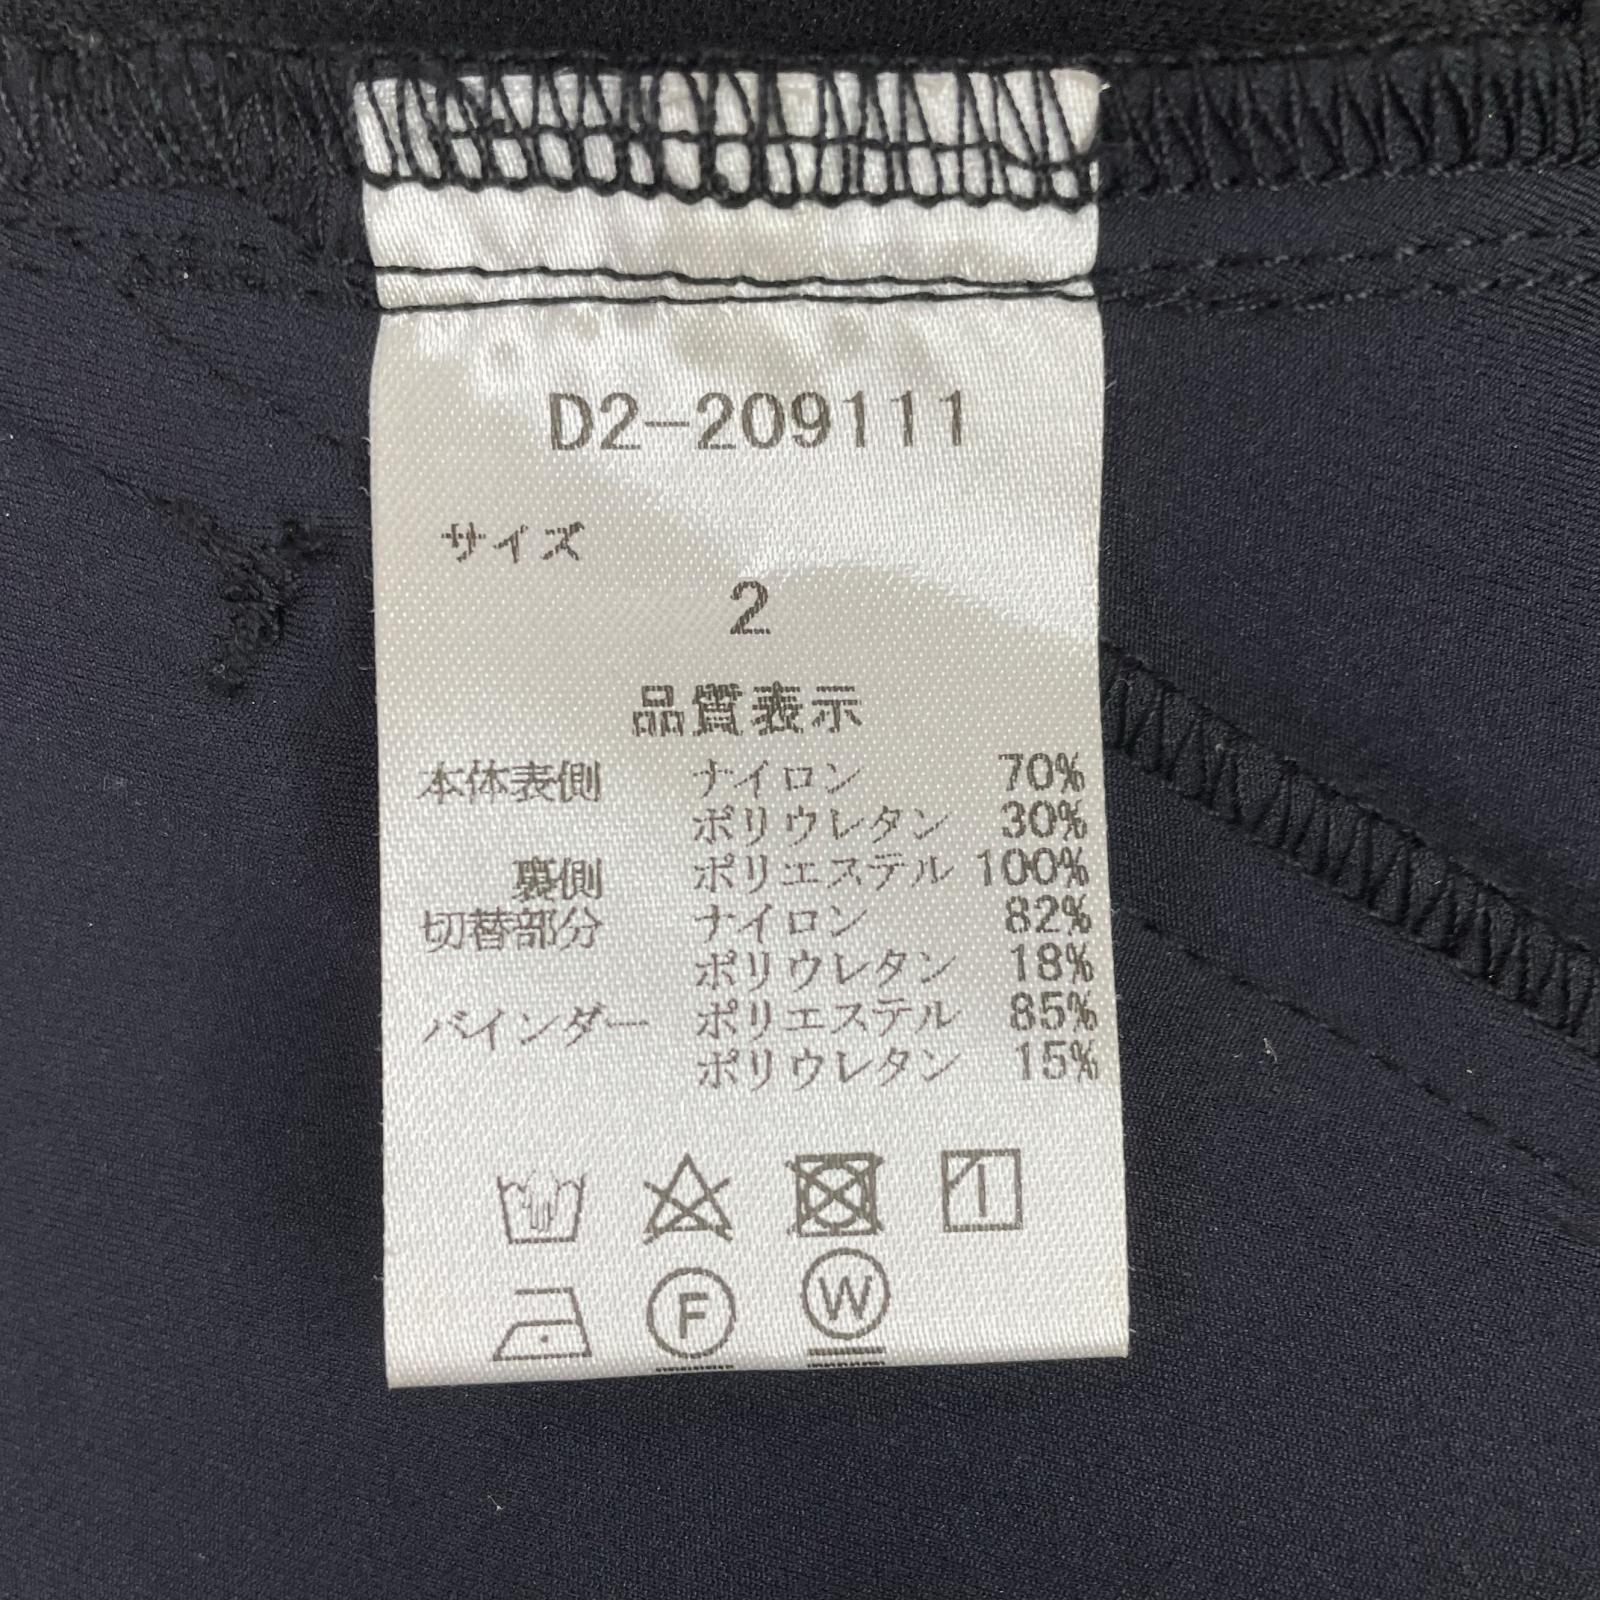 D2-209111
サイズ
2
品質表示
本体表側 ナイロン 70%
ポリウレタン 30%
裏側 ポリエステル 100%
切替部分 ナイロン 82%
ポリウレタン 18%
バインダー ポリエステル 85%
ポリウレタン 15%
F W